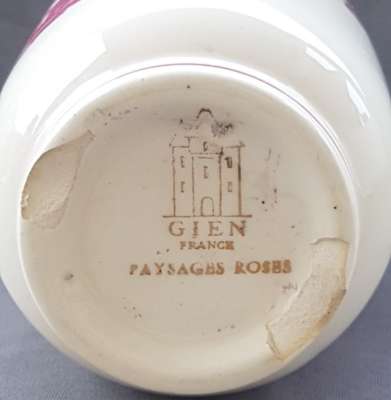 GIEN
FRANCE
PAYSAGES ROSES